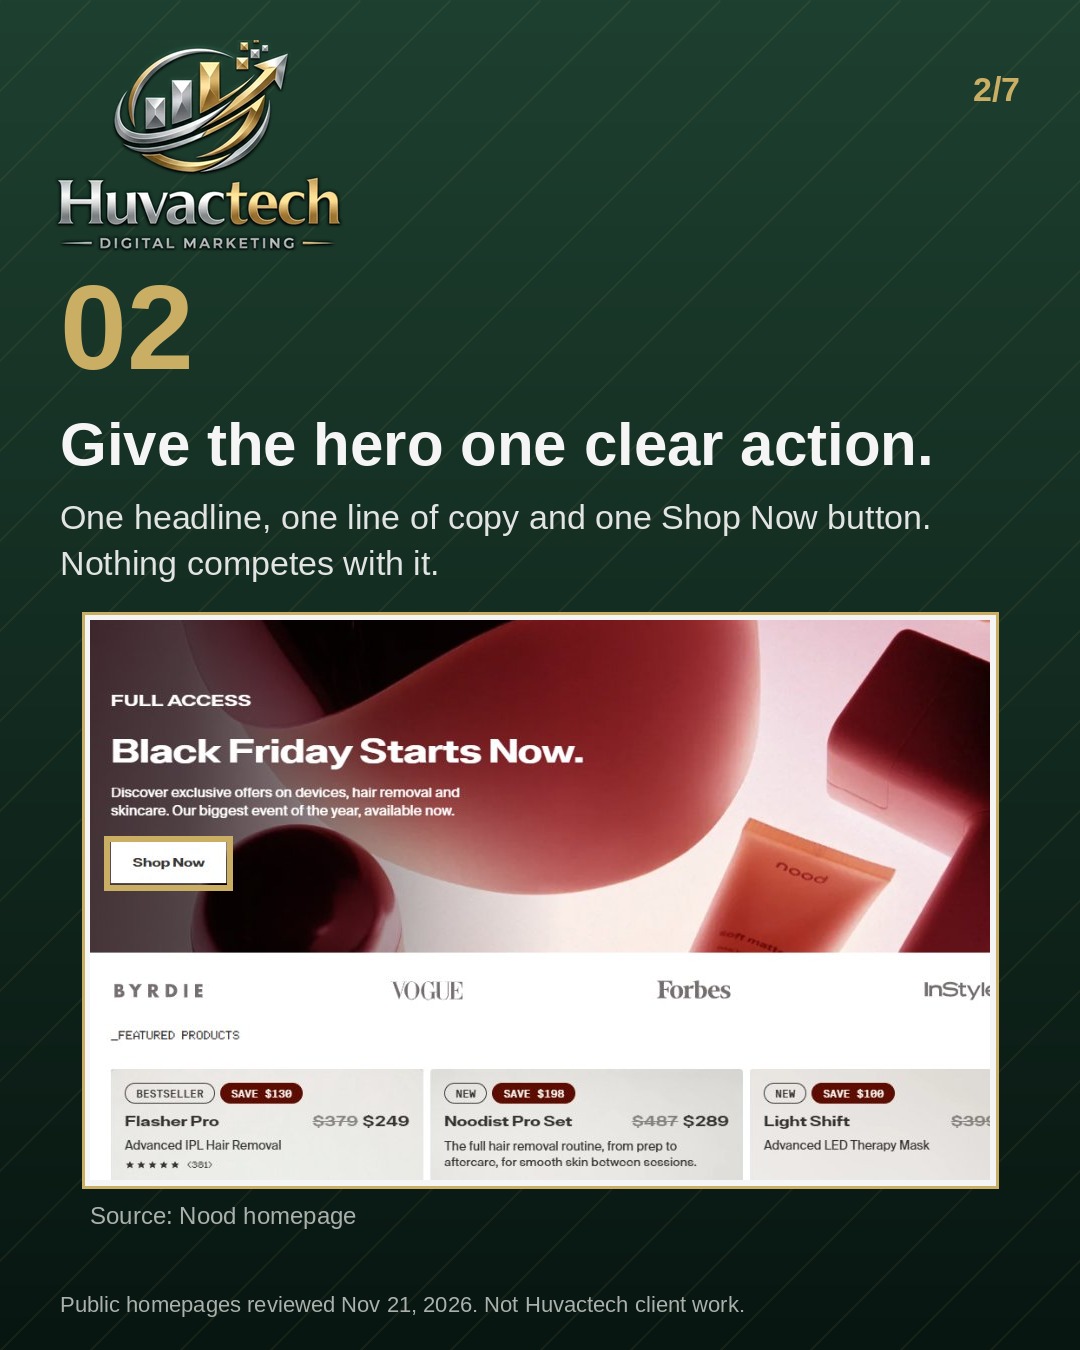 2/7
Huvactech
DIGITAL MARKETING
02
Give the hero one clear action.
One headline, one line of copy and one Shop Now button.
Nothing competes with it.
FULL ACCESS
Black Friday Starts Now.
Discover exclusive offers on devices, hair removal and
skincare. Our biggest event of the year, available now.
Shop Now
nood
soft matt
BYRDIE VOGUE Forbes InStyle
_FEATURED PRODUCTS
BESTSELLER SAVE $130
Flasher Pro $379 $249
Advanced IPL Hair Removal
★★★★★ (381)
NEW SAVE $198
Noodist Pro Set $487 $289
The full hair removal routine, from prep to
aftercare, for smooth skin between sessions.
NEW SAVE $100
Light Shift $399
Advanced LED Therapy Mask
Source: Nood homepage
Public homepages reviewed Nov 21, 2026. Not Huvactech client work.